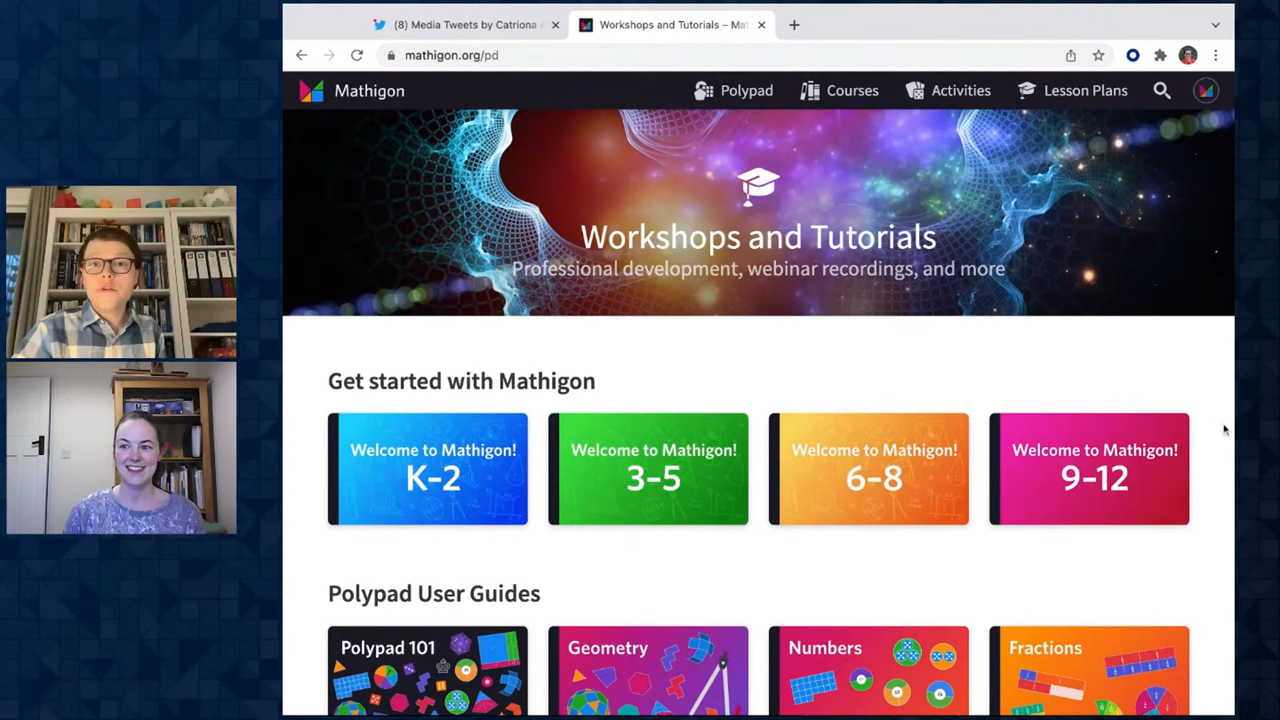 (8) Media Tweets by Catriona
Workshops and Tutorials – Mat
mathigon.org/pd
Mathigon
Polypad
Courses
Activities
Lesson Plans
Workshops and Tutorials
Professional development, webinar recordings, and more
Get started with Mathigon
Welcome to Mathigon!
K–2
Welcome to Mathigon!
3–5
Welcome to Mathigon!
6–8
Welcome to Mathigon!
9–12
Polypad User Guides
Polypad 101
Geometry
Numbers
Fractions